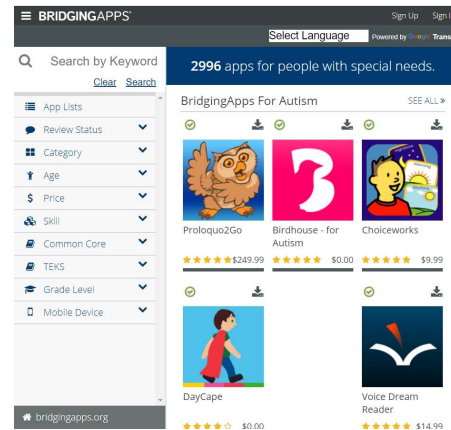 BRIDGINGAPPS®
Sign Up Sign I
Select Language
Powered by Google Trans
Search by Keyword
Clear Search
App Lists
Review Status
Category
Age
Price
Skill
Common Core
TEKS
Grade Level
Mobile Device
bridgingapps.org
2996 apps for people with special needs.
BridgingApps For Autism
SEE ALL »
Proloquo2Go
$249.99
Birdhouse - for
Autism
$0.00
Choiceworks
$9.99
DayCape
$0.00
Voice Dream
Reader
$14.99